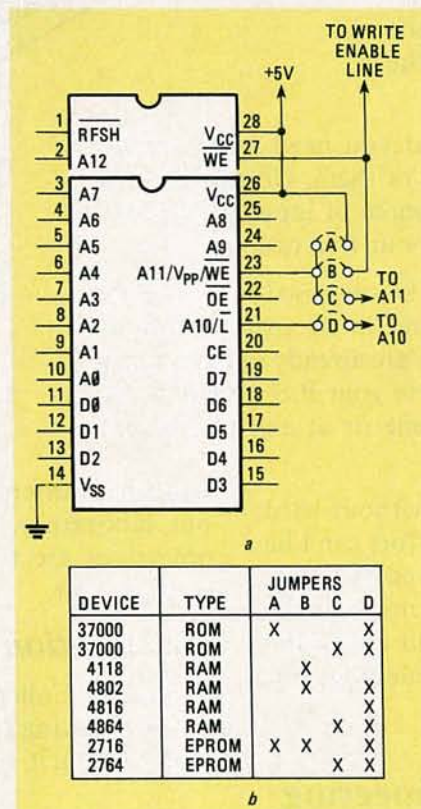 TO WRITE
ENABLE
LINE
+5V
1 RFSH VCC 28
2 A12 WE 27
3 A7 VCC 26
4 A6 A8 25
5 A5 A9 24
6 A4 A11/VPP/WE 23
7 A3 OE 22
8 A2 A10/L 21
9 A1 CE 20
10 A0 D7 19
11 D0 D6 18
12 D1 D5 17
13 D2 D4 16
14 VSS D3 15
A
B
C TO A11
D TO A10
a
JUMPERS
DEVICE TYPE A B C D
37000 ROM X X
37000 ROM X X
4118 RAM X
4802 RAM X X
4816 RAM X
4864 RAM X X
2716 EPROM X X X
2764 EPROM X X
b